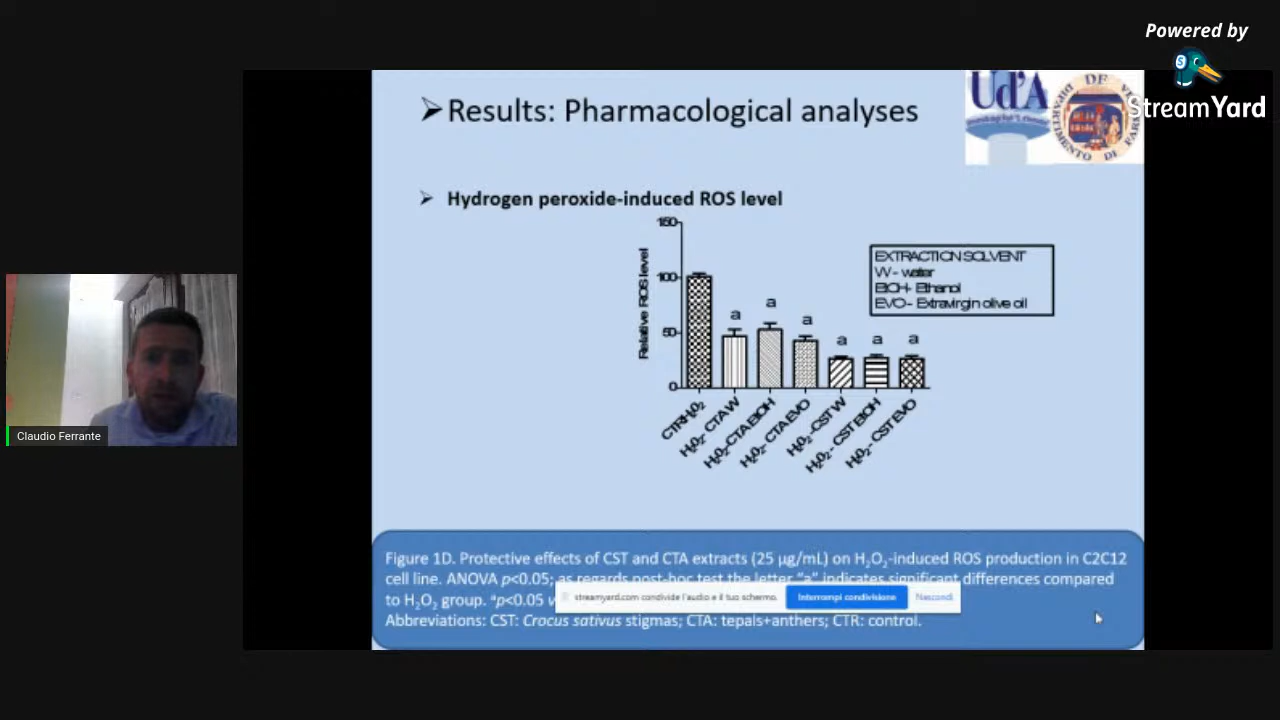 Powered by
StreamYard
Ud'A
➢Results: Pharmacological analyses
➢ Hydrogen peroxide-induced ROS level
150
100
50
0
Relative ROS level
a
a
a
a
a
a
CTRH₂O₂
H₂O₂- CTA W
H₂O₂-CTA EtOH
H₂O₂- CTA EVO
H₂O₂-CST W
H₂O₂ - CST EtOH
H₂O₂ - CST EVO
EXTRACTION SOLVENT
W - water
EtOH- Ethanol
EVO - Extravirgin olive oil
Claudio Ferrante
Figure 1D. Protective effects of CST and CTA extracts (25 µg/mL) on H₂O₂-induced ROS production in C2C12
cell line. ANOVA p<0.05; as regards post-hoc test the letter "a" indicates significant differences compared
to H₂O₂ group. ᵃp<0.05 v
streamyard.com condivide l'audio e il tuo schermo. Interrompi condivisione Nascondi
Abbreviations: CST: Crocus sativus stigmas; CTA: tepals+anthers; CTR: control.